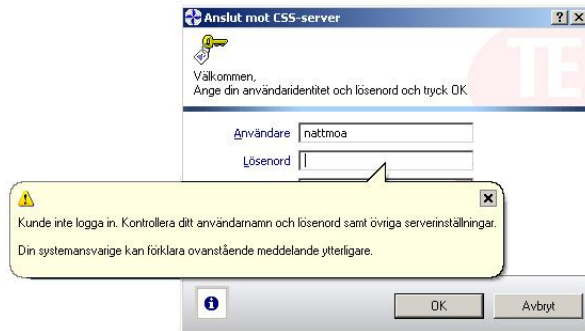 Anslut mot CSS-server
TE
Välkommen,
Ange din användaridentitet och lösenord och tryck OK
Användare nattmoa
Lösenord
Kunde inte logga in. Kontrollera ditt användarnamn och lösenord samt övriga serverinställningar.
Din systemansvarige kan förklara ovanstående meddelande ytterligare.
OK Avbryt